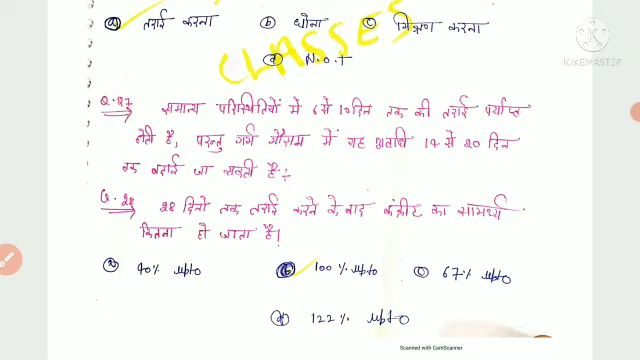 (a) तराई करना (b) धोना (c) मिश्रण करना
(d) N.O.T
CLASSES
KINEMASTER
Q.27 समान्य परिस्थितियों में 6 से 10 दिन तक की तराई पर्याप्त
होती है, परन्तु गर्म मौसम में यह अवधि 14 से 20 दिन
तक बढाई जा सकती है ÷
Q.28 28 दिनो तक तराई करने के बाद कंक्रीट का सामर्थ्य
कितना हो जाता है!
(a) 90% upto (b) 100% upto (c) 67% upto
(d) 122% upto
Scanned with CamScanner